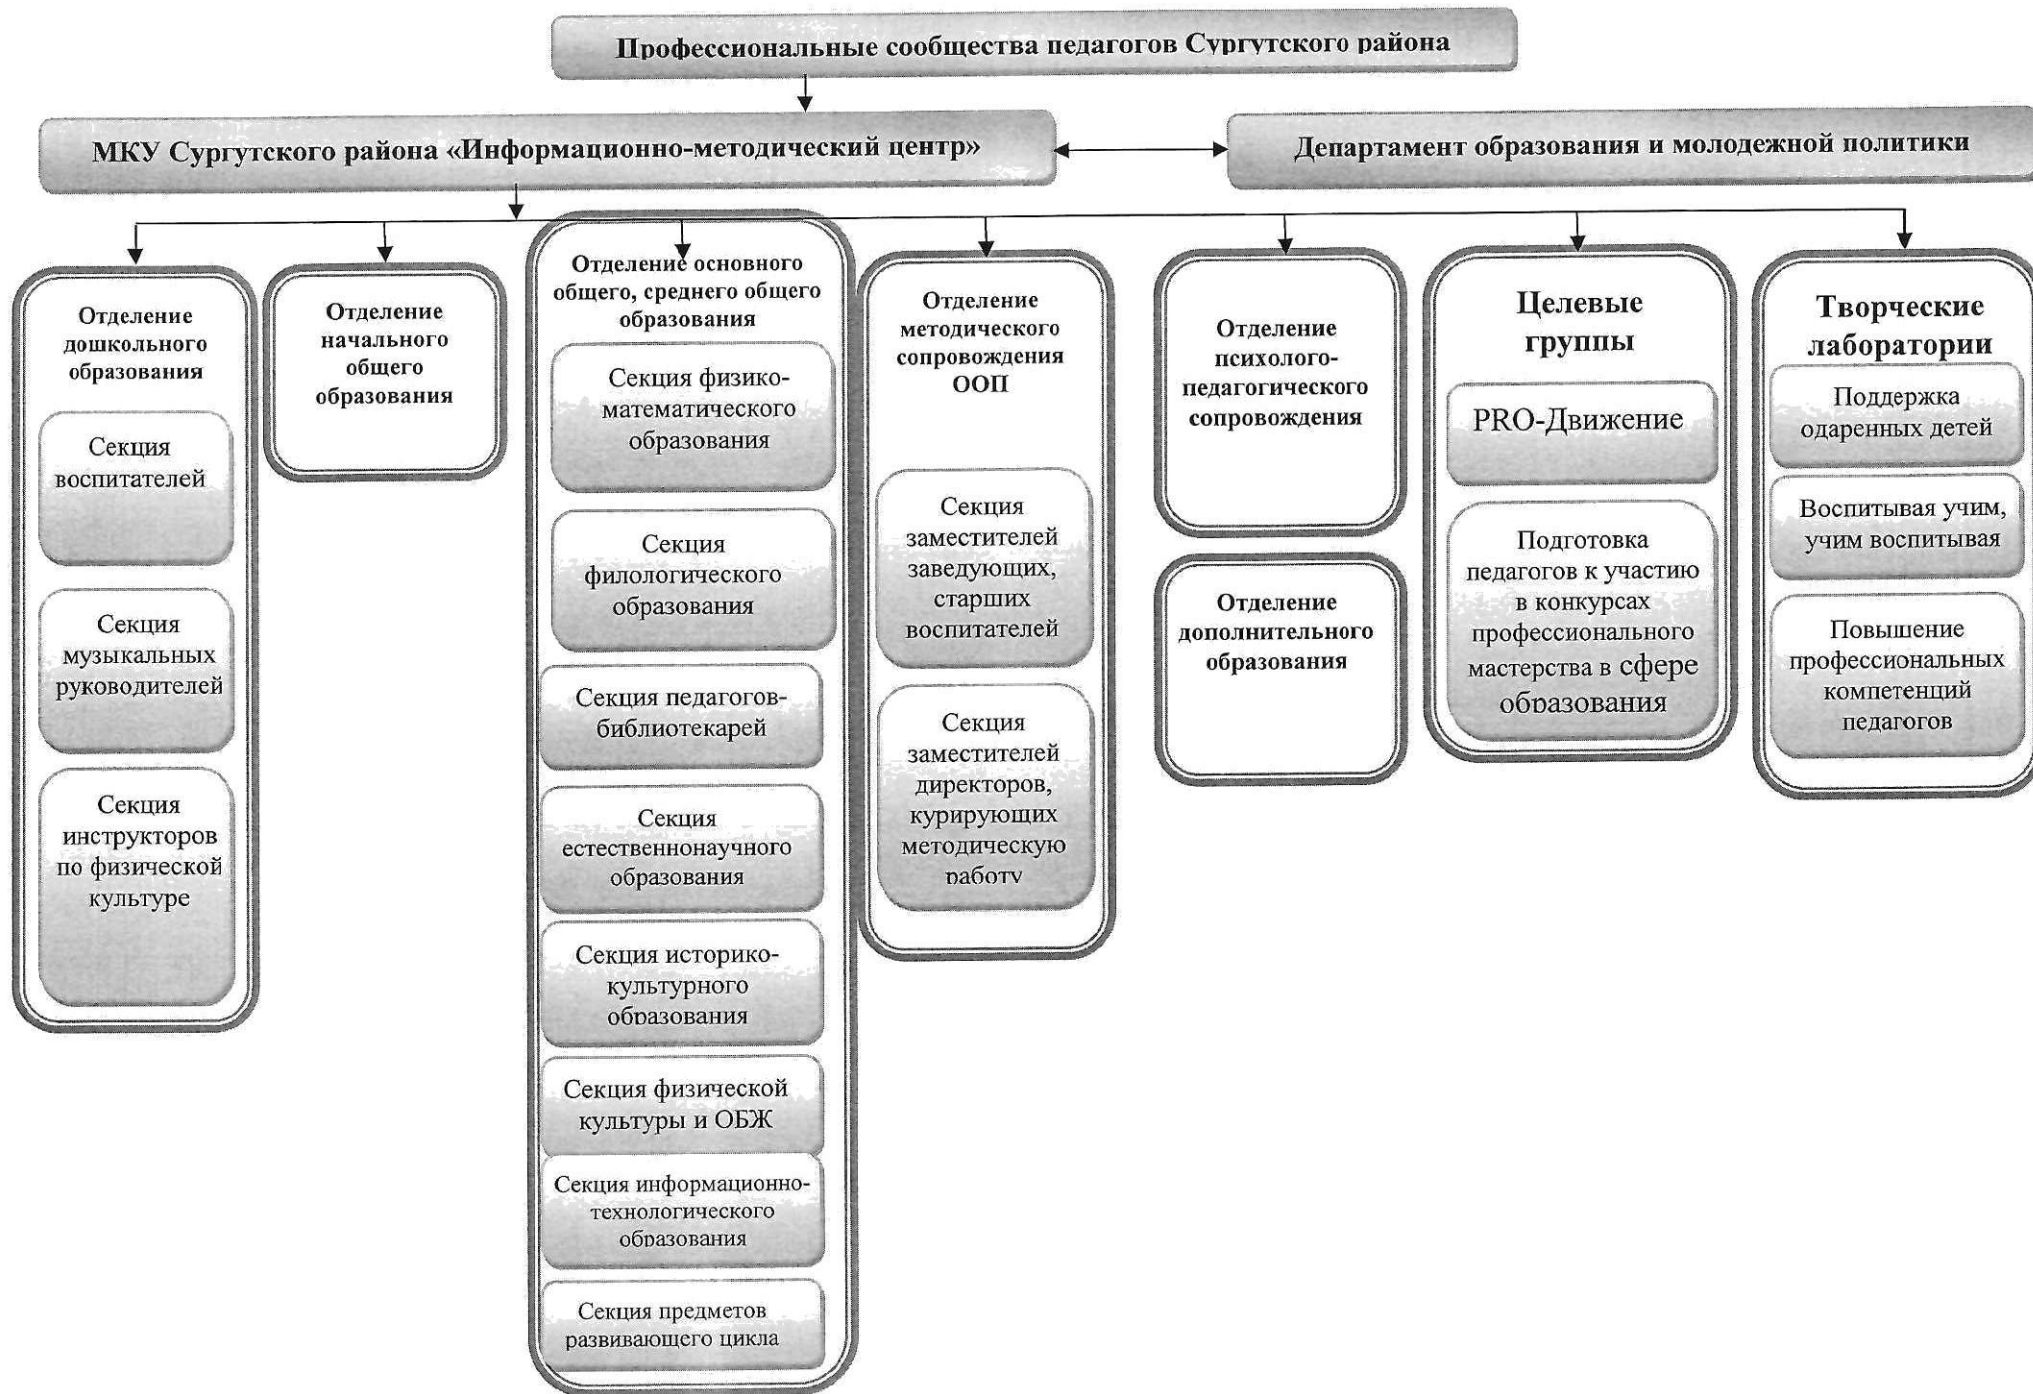 Профессиональные сообщества педагогов Сургутского района
МКУ Сургутского района «Информационно-методический центр»
Департамент образования и молодежной политики
Отделение
дошкольного
образования
Секция
воспитателей
Секция
музыкальных
руководителей
Секция
инструкторов
по физической
культуре
Отделение
начального
общего
образования
Отделение основного
общего, среднего общего
образования
Секция физико-
математического
образования
Секция
филологического
образования
Секция педагогов-
библиотекарей
Секция
естественнонаучного
образования
Секция историко-
культурного
образования
Секция физической
культуры и ОБЖ
Секция информационно-
технологического
образования
Секция предметов
развивающего цикла
Отделение
методического
сопровождения
ООП
Секция
заместителей
заведующих,
старших
воспитателей
Секция
заместителей
директоров,
курирующих
методическую
работу
Отделение
психолого-
педагогического
сопровождения
Отделение
дополнительного
образования
Целевые
группы
PRO-Движение
Подготовка
педагогов к участию
в конкурсах
профессионального
мастерства в сфере
образования
Творческие
лаборатории
Поддержка
одаренных детей
Воспитывая учим,
учим воспитывая
Повышение
профессиональных
компетенций
педагогов